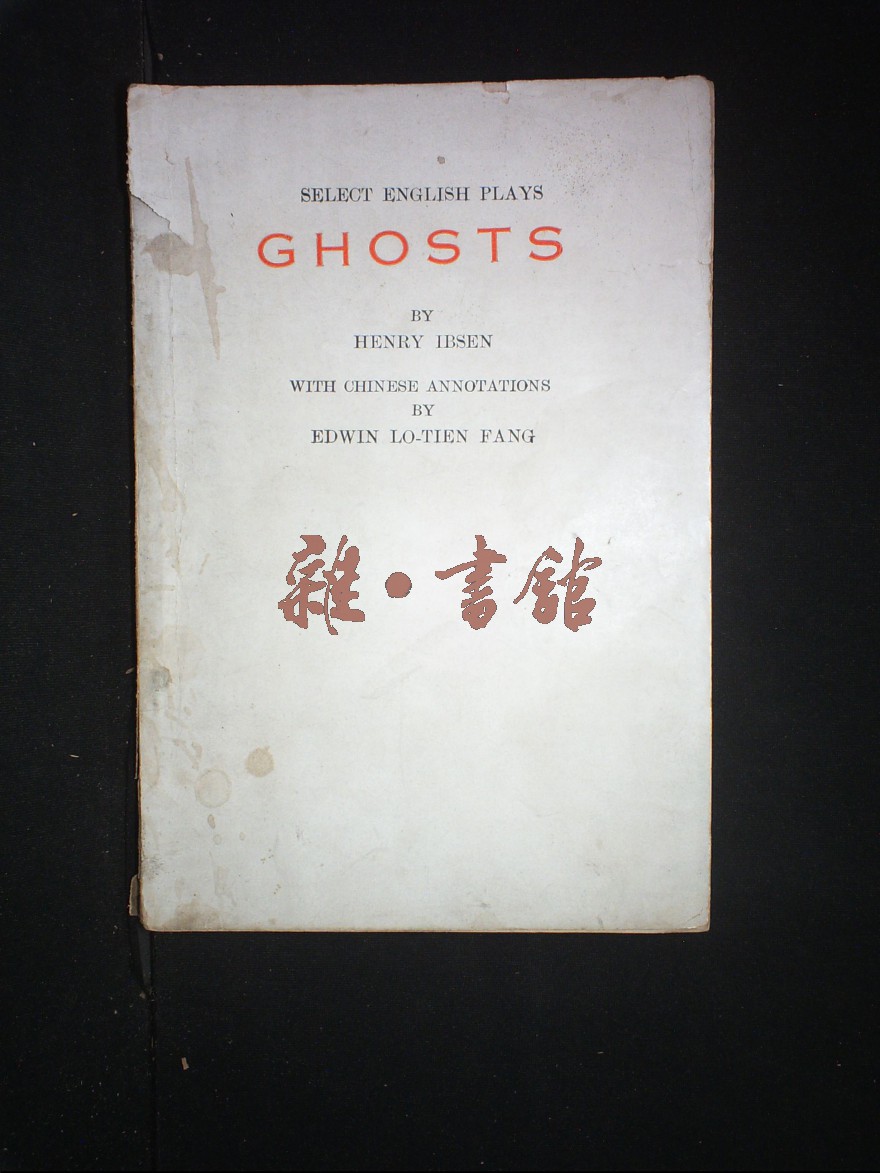 SELECT ENGLISH PLAYS
GHOSTS
BY
HENRY IBSEN
WITH CHINESE ANNOTATIONS
BY
EDWIN LO-TIEN FANG
雜·書館